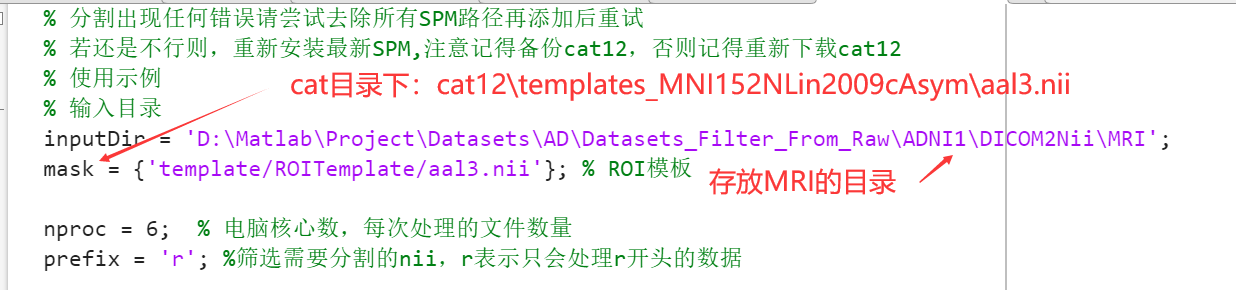 % 分割出现任何错误请尝试去除所有SPM路径再添加后重试
% 若还是不行则，重新安装最新SPM,注意记得备份cat12，否则记得重新下载cat12
% 使用示例
cat目录下：cat12\templates_MNI152NLin2009cAsym\aal3.nii
% 输入目录
inputDir = 'D:\Matlab\Project\Datasets\AD\Datasets_Filter_From_Raw\ADNI1\DICOM2Nii\MRI';
mask = {'template/ROITemplate/aal3.nii'}; % ROI模板
存放MRI的目录
nproc = 6;  % 电脑核心数，每次处理的文件数量
prefix = 'r'; %筛选需要分割的nii，r表示只会处理r开头的数据